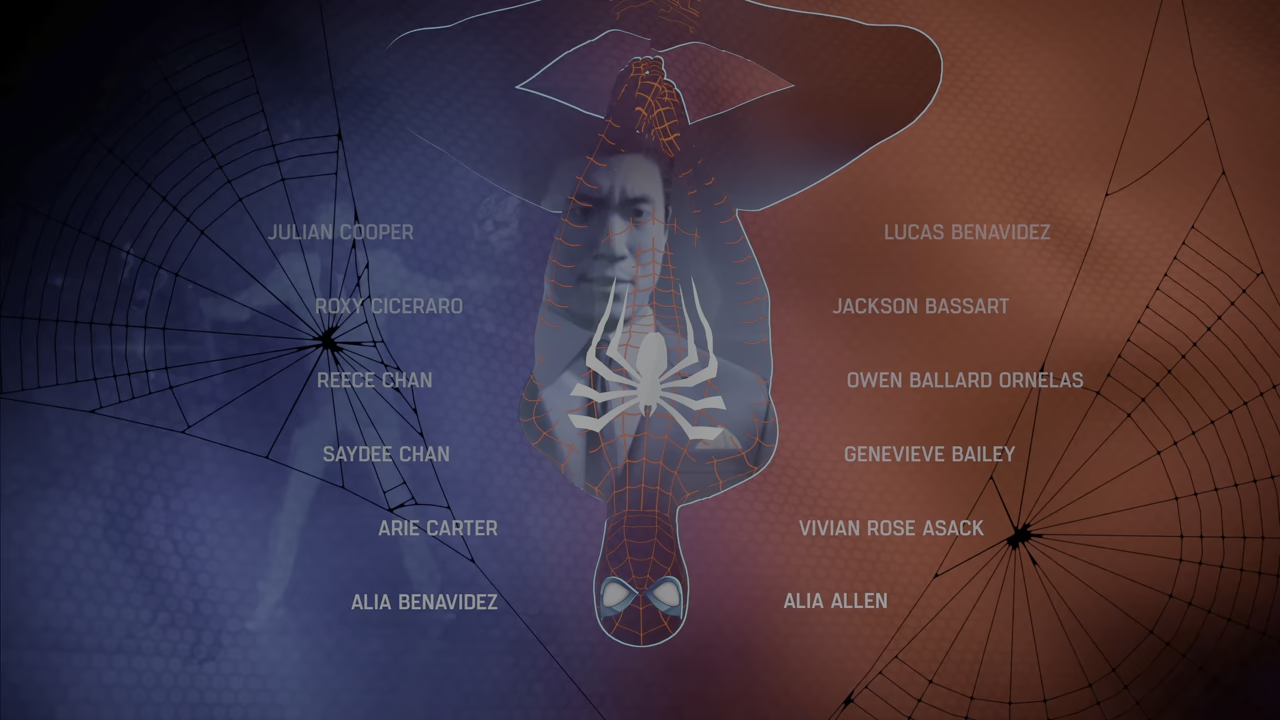 JULIAN COOPER
LUCAS BENAVIDEZ
ROXY CICERARO
JACKSON BASSART
REECE CHAN
OWEN BALLARD ORNELAS
SAYDEE CHAN
GENEVIEVE BAILEY
ARIE CARTER
VIVIAN ROSE ASACK
ALIA BENAVIDEZ
ALIA ALLEN